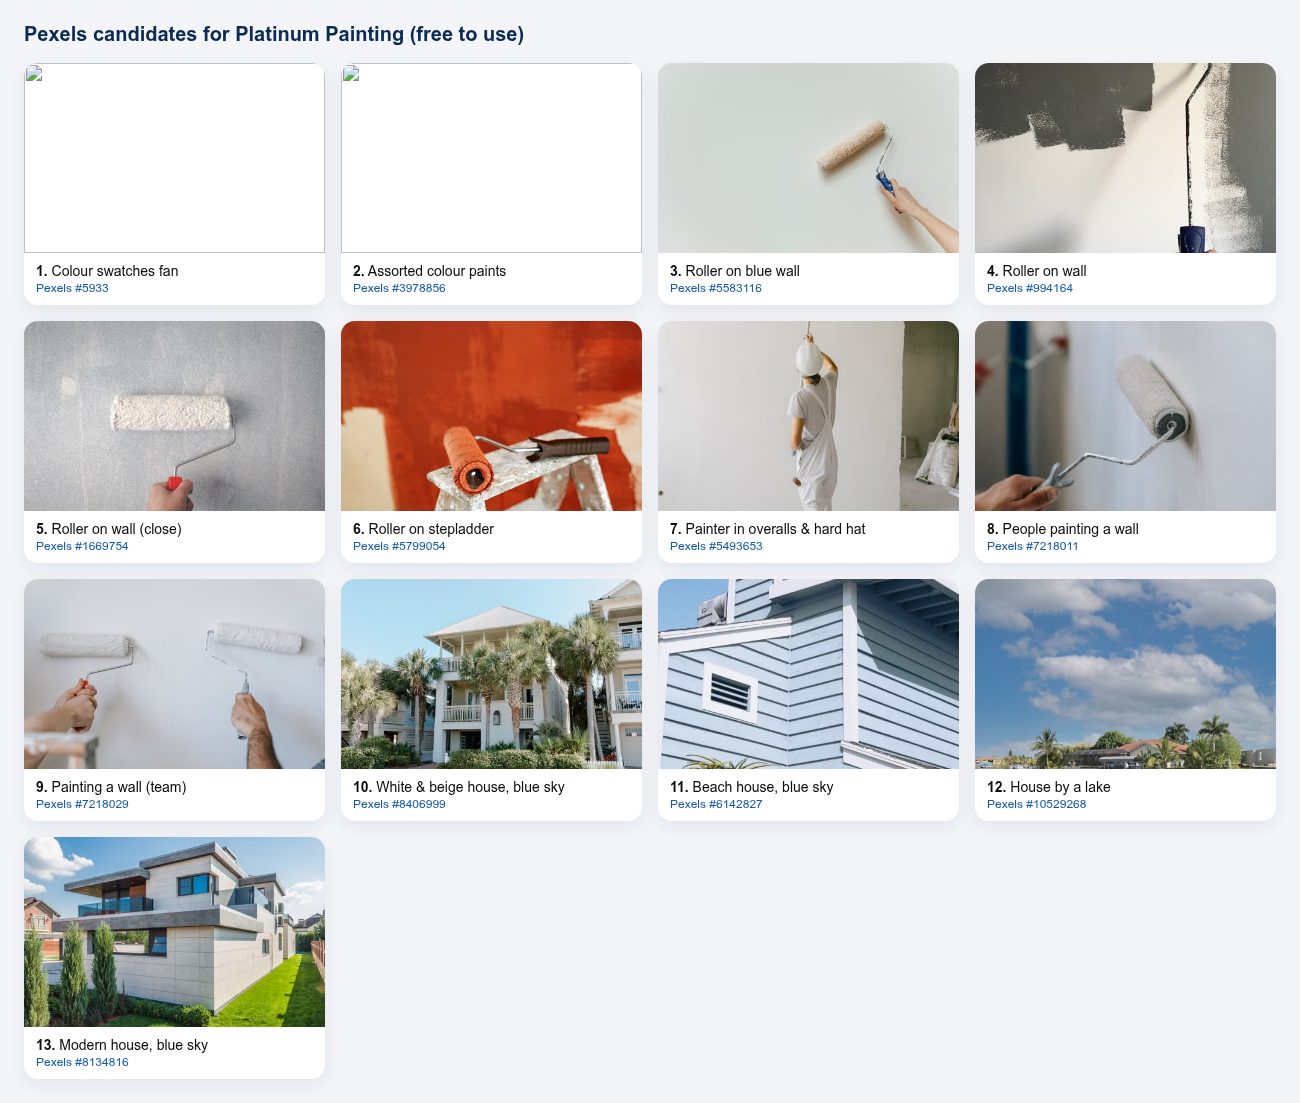 Pexels candidates for Platinum Painting (free to use)
1. Colour swatches fan
Pexels #5933
2. Assorted colour paints
Pexels #3978856
3. Roller on blue wall
Pexels #5583116
4. Roller on wall
Pexels #994164
5. Roller on wall (close)
Pexels #1669754
6. Roller on stepladder
Pexels #5799054
7. Painter in overalls & hard hat
Pexels #5493653
8. People painting a wall
Pexels #7218011
9. Painting a wall (team)
Pexels #7218029
10. White & beige house, blue sky
Pexels #8406999
11. Beach house, blue sky
Pexels #6142827
12. House by a lake
Pexels #10529268
13. Modern house, blue sky
Pexels #8134816